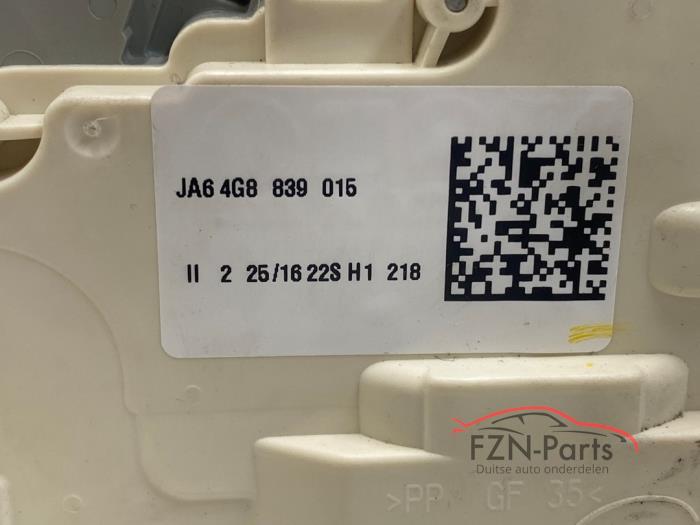 JA6 4G8 839 015
II 2 25/16 22S H1 218
FZN-Parts
Duitse auto onderdelen
>PP GF 35<